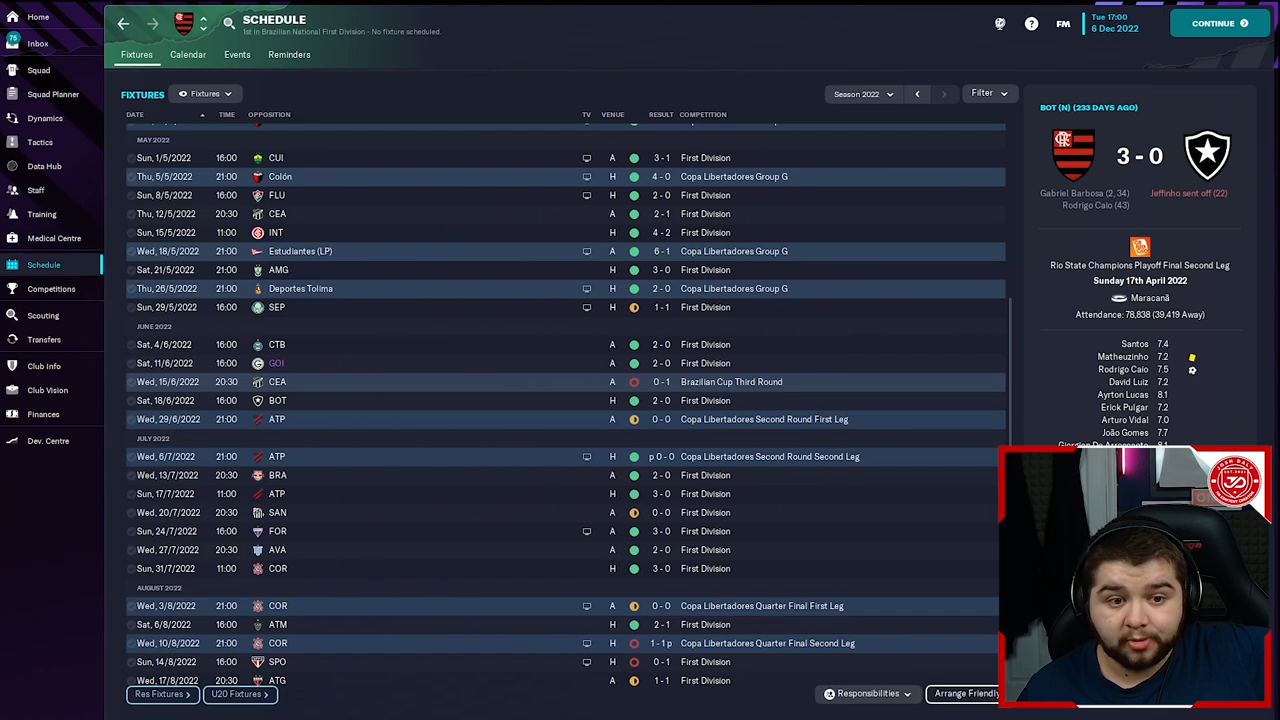 Home
75
Inbox
Squad
Squad Planner
Dynamics
Tactics
Data Hub
Staff
Training
Medical Centre
Schedule
Competitions
Scouting
Transfers
Club Info
Club Vision
Finances
Dev. Centre
SCHEDULE
1st in Brazilian National First Division - No fixture scheduled.
FM
Tue 17:00
6 Dec 2022
CONTINUE
Fixtures Calendar Events Reminders
FIXTURES Fixtures Season 2022 Filter
DATE TIME OPPOSITION TV VENUE RESULT COMPETITION
MAY 2022
Sun, 1/5/2022 16:00 CUI A 3 - 1 First Division
Thu, 5/5/2022 21:00 Colón H 4 - 0 Copa Libertadores Group G
Sun, 8/5/2022 16:00 FLU H 2 - 0 First Division
Thu, 12/5/2022 20:30 CEA A 2 - 1 First Division
Sun, 15/5/2022 11:00 INT H 4 - 2 First Division
Wed, 18/5/2022 21:00 Estudiantes (LP) A 6 - 1 Copa Libertadores Group G
Sat, 21/5/2022 16:00 AMG A 3 - 0 First Division
Thu, 26/5/2022 21:00 Deportes Tolima H 2 - 0 Copa Libertadores Group G
Sun, 29/5/2022 16:00 SEP H 1 - 1 First Division
JUNE 2022
Sat, 4/6/2022 16:00 CTB A 2 - 0 First Division
Sat, 11/6/2022 16:00 GOI A 2 - 0 First Division
Wed, 15/6/2022 20:30 CEA A 0 - 1 Brazilian Cup Third Round
Sat, 18/6/2022 16:00 BOT H 2 - 0 First Division
Wed, 29/6/2022 21:00 ATP A 0 - 0 Copa Libertadores Second Round First Leg
JULY 2022
Wed, 6/7/2022 21:00 ATP H p 0 - 0 Copa Libertadores Second Round Second Leg
Wed, 13/7/2022 20:30 BRA A 2 - 0 First Division
Sun, 17/7/2022 11:00 ATP H 3 - 0 First Division
Wed, 20/7/2022 20:30 SAN A 0 - 0 First Division
Sun, 24/7/2022 16:00 FOR H 3 - 0 First Division
Wed, 27/7/2022 20:30 AVA A 2 - 0 First Division
Sun, 31/7/2022 11:00 COR H 3 - 0 First Division
AUGUST 2022
Wed, 3/8/2022 21:00 COR A 0 - 0 Copa Libertadores Quarter Final First Leg
Sat, 6/8/2022 16:00 ATM H 2 - 1 First Division
Wed, 10/8/2022 21:00 COR H 1 - 1 p Copa Libertadores Quarter Final Second Leg
Sun, 14/8/2022 16:00 SPO H 0 - 1 First Division
Wed, 17/8/2022 20:30 ATG A 1 - 1 First Division
Res Fixtures U20 Fixtures Responsibilities Arrange Friendly
BOT (N) (233 DAYS AGO)
3 - 0
Gabriel Barbosa (2, 34) Jeffinho sent off (22)
Rodrigo Caio (43)
Rio State Champions Playoff Final Second Leg
Sunday 17th April 2022
Maracanã
Attendance: 78,838 (39,419 Away)
Santos 7.4
Matheuzinho 7.2
Rodrigo Caio 7.5
David Luiz 7.2
Ayrton Lucas 8.1
Erick Pulgar 7.2
Arturo Vidal 7.0
João Gomes 7.7
JOSH DALY
JD